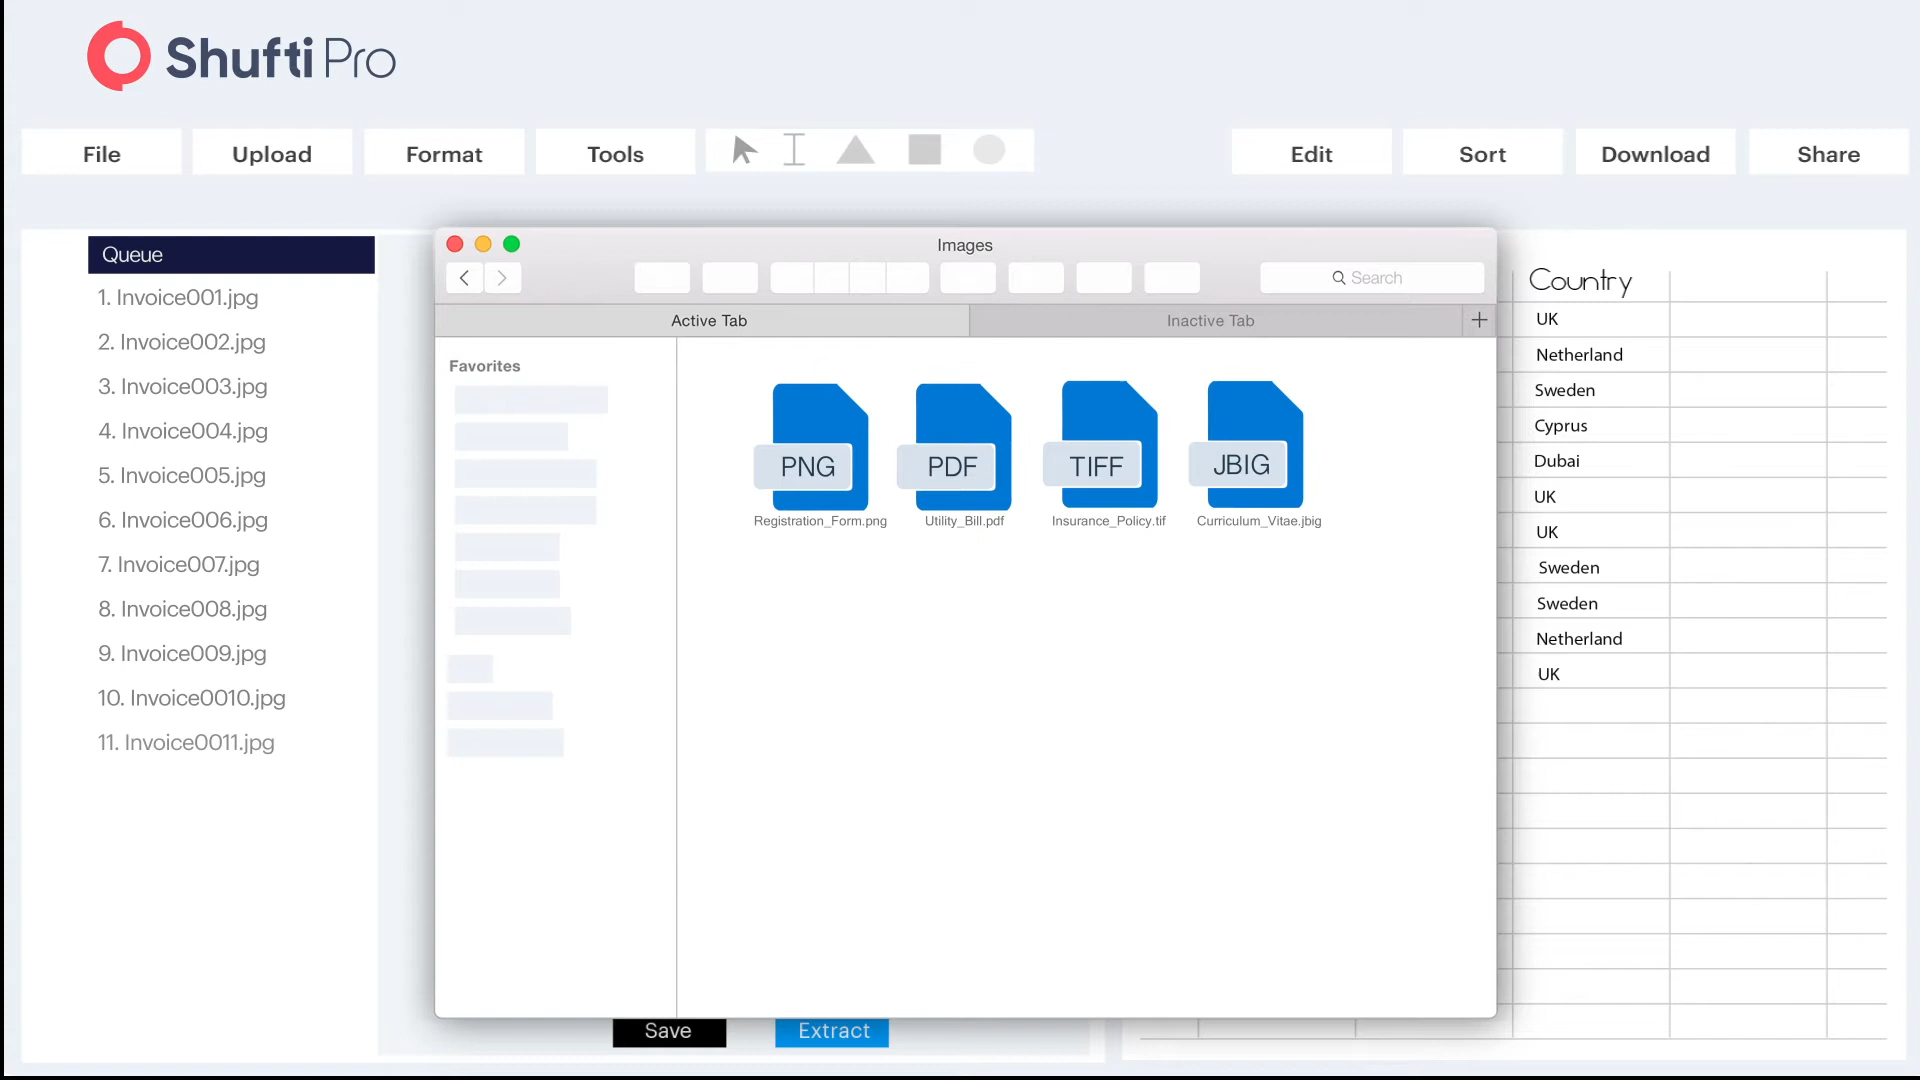 Shufti Pro
File
Upload
Format
Tools
Edit
Sort
Download
Share
Queue
1. Invoice001.jpg
2. Invoice002.jpg
3. Invoice003.jpg
4. Invoice004.jpg
5. Invoice005.jpg
6. Invoice006.jpg
7. Invoice007.jpg
8. Invoice008.jpg
9. Invoice009.jpg
10. Invoice0010.jpg
11. Invoice0011.jpg
Images
Search
Active Tab
Inactive Tab
Favorites
PNG
Registration_Form.png
PDF
Utility_Bill.pdf
TIFF
Insurance_Policy.tif
JBIG
Curriculum_Vitae.jbig
Country
UK
Netherland
Sweden
Cyprus
Dubai
UK
UK
Sweden
Sweden
Netherland
UK
Save
Extract